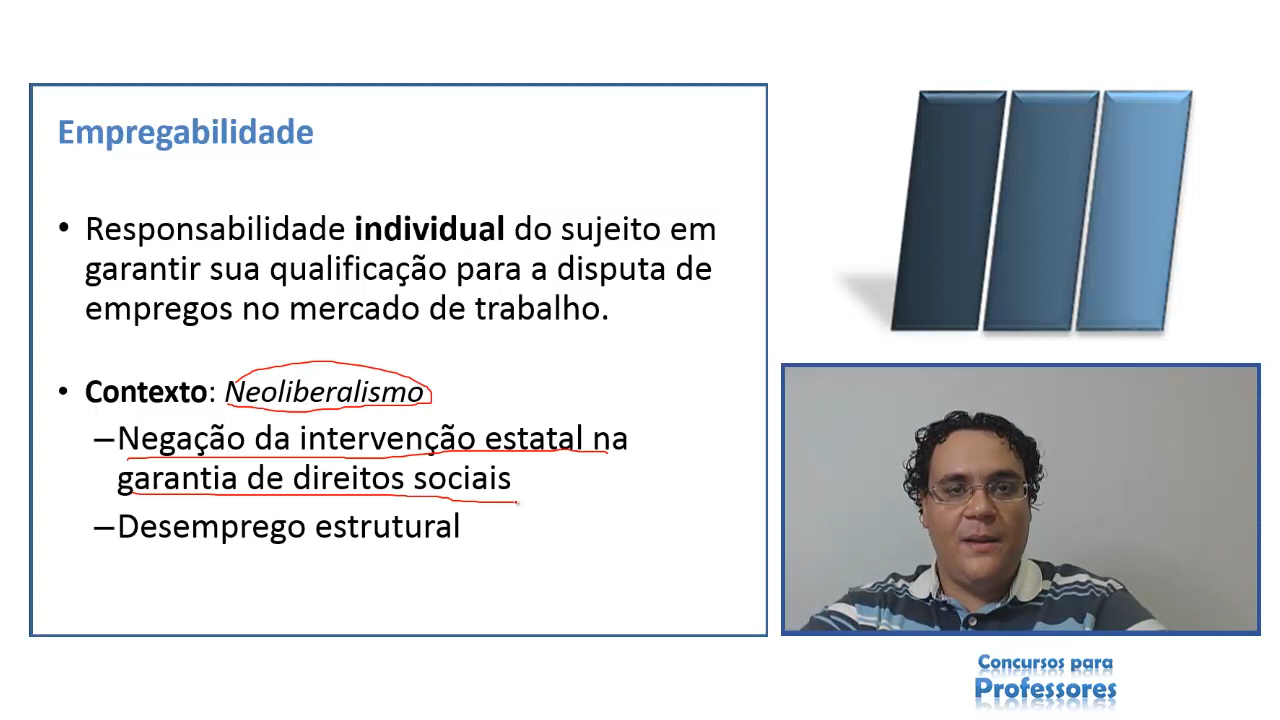 Empregabilidade
• Responsabilidade individual do sujeito em
garantir sua qualificação para a disputa de
empregos no mercado de trabalho.
• Contexto: Neoliberalismo
–Negação da intervenção estatal na
garantia de direitos sociais
–Desemprego estrutural
Concursos para
Professores